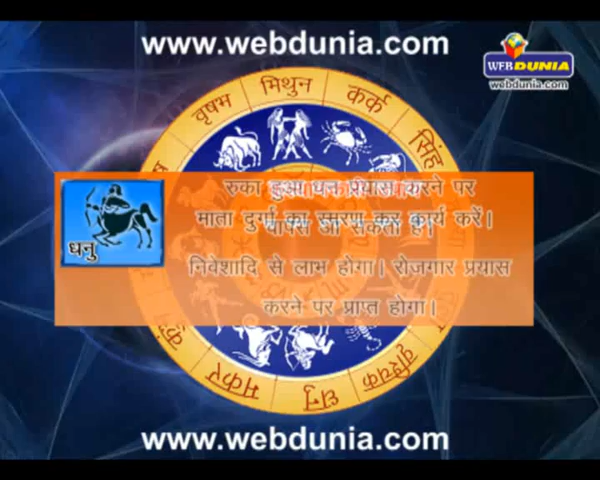 www.webdunia.com
WEBDUNIA
webdunia.com
वृषभ
मिथुन
कर्क
सिंह
रुका हुआ धन प्रयास करने पर
माता दुर्गा का स्मरण कर कार्य करें।
वापस आ सकता है।
धनु
निवेशादि से लाभ होगा। रोजगार प्रयास
करने पर प्राप्त होगा।
वृश्चिक
धनु
मकर
www.webdunia.com